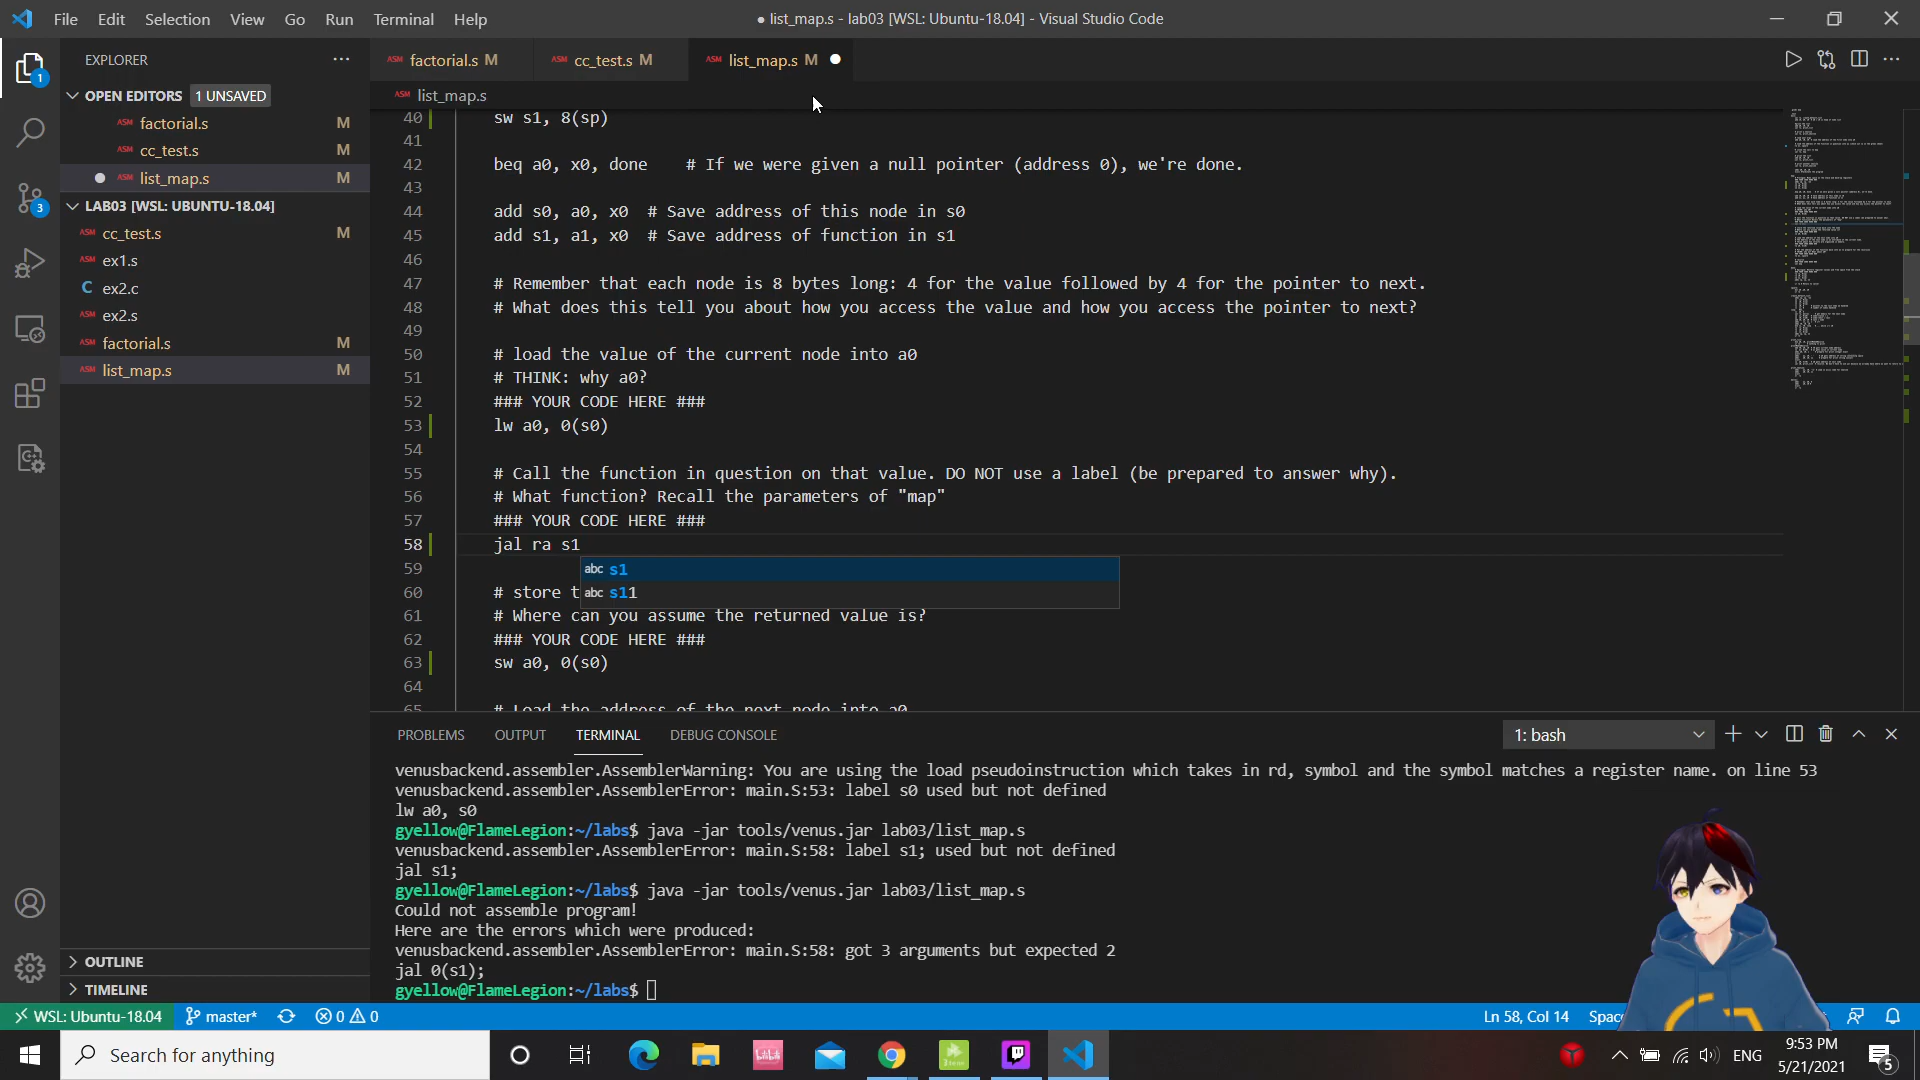 File Edit Selection View Go Run Terminal Help
● list_map.s - lab03 [WSL: Ubuntu-18.04] - Visual Studio Code
EXPLORER
OPEN EDITORS 1 UNSAVED
ASM factorial.s M
ASM cc_test.s M
ASM list_map.s M
LAB03 [WSL: UBUNTU-18.04]
ASM cc_test.s M
ASM ex1.s
C ex2.c
ASM ex2.s
ASM factorial.s M
ASM list_map.s M
OUTLINE
TIMELINE
1
3
ASM factorial.s M
ASM cc_test.s M
ASM list_map.s M
ASM list_map.s
40 sw s1, 8(sp)
41
42 beq a0, x0, done # If we were given a null pointer (address 0), we're done.
43
44 add s0, a0, x0 # Save address of this node in s0
45 add s1, a1, x0 # Save address of function in s1
46
47 # Remember that each node is 8 bytes long: 4 for the value followed by 4 for the pointer to next.
48 # What does this tell you about how you access the value and how you access the pointer to next?
49
50 # load the value of the current node into a0
51 # THINK: why a0?
52 ### YOUR CODE HERE ###
53 lw a0, 0(s0)
54
55 # Call the function in question on that value. DO NOT use a label (be prepared to answer why).
56 # What function? Recall the parameters of "map"
57 ### YOUR CODE HERE ###
58 jal ra s1
59 abc s1
60 # store t abc s11
61 # Where can you assume the returned value is?
62 ### YOUR CODE HERE ###
63 sw a0, 0(s0)
64
65 # Load the address of the next node into a0
PROBLEMS OUTPUT TERMINAL DEBUG CONSOLE
1: bash
venusbackend.assembler.AssemblerWarning: You are using the load pseudoinstruction which takes in rd, symbol and the symbol matches a register name. on line 53
venusbackend.assembler.AssemblerError: main.S:53: label s0 used but not defined
lw a0, s0
gyellow@FlameLegion:~/labs$ java -jar tools/venus.jar lab03/list_map.s
venusbackend.assembler.AssemblerError: main.S:58: label s1; used but not defined
jal s1;
gyellow@FlameLegion:~/labs$ java -jar tools/venus.jar lab03/list_map.s
Could not assemble program!
Here are the errors which were produced:
venusbackend.assembler.AssemblerError: main.S:58: got 3 arguments but expected 2
jal 0(s1);
gyellow@FlameLegion:~/labs$
WSL: Ubuntu-18.04 master* 0 0
Ln 58, Col 14
Search for anything
ENG
9:53 PM
5/21/2021
5